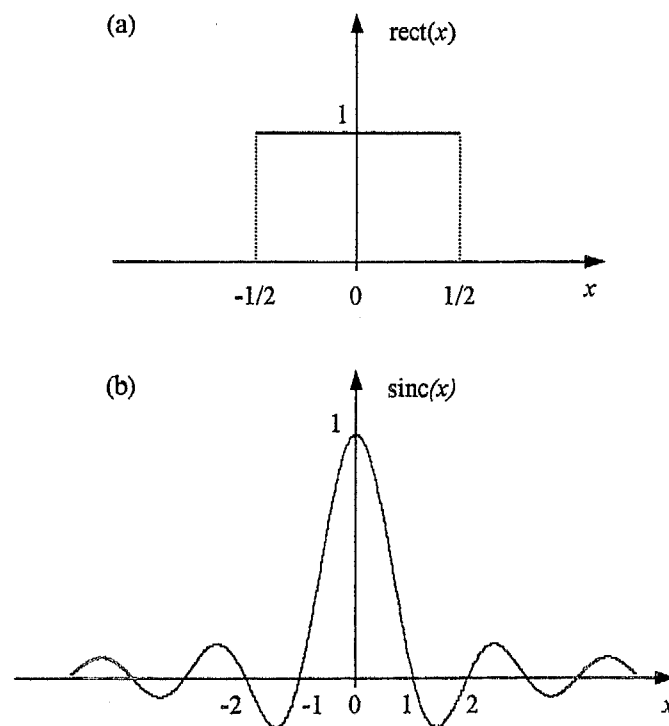 (a)
rect(x)
1
-1/2 0 1/2 x
(b)
sinc(x)
1
-2 -1 0 1 2 x